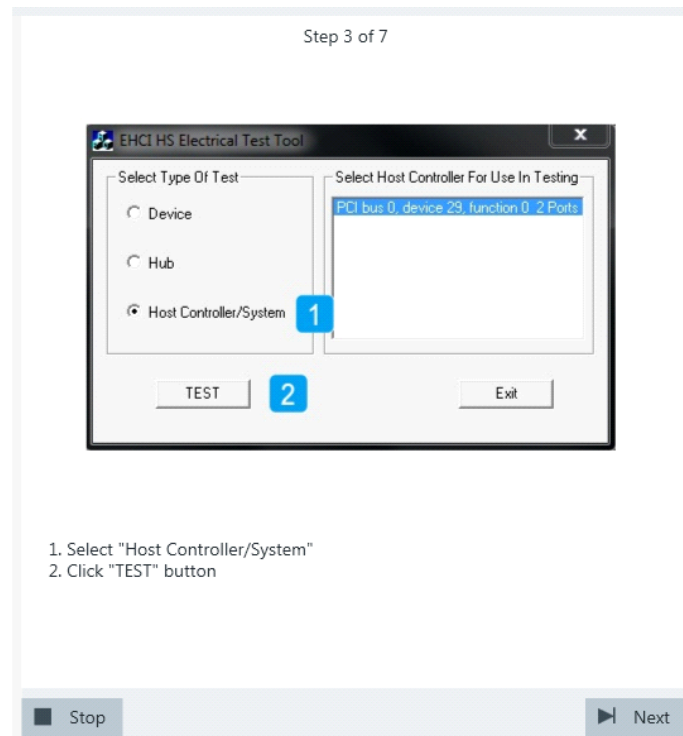 Step 3 of 7
EHCI HS Electrical Test Tool
x
Select Type Of Test
Device
Hub
Host Controller/System
1
Select Host Controller For Use In Testing
PCI bus 0, device 29, function 0 2 Ports
TEST
2
Exit
1. Select "Host Controller/System"
2. Click "TEST" button
Stop
Next